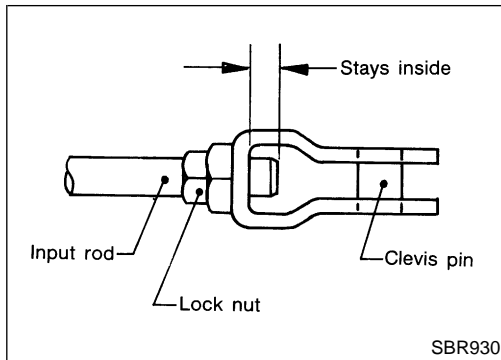 Stays inside
Input rod
Clevis pin
Lock nut
SBR930